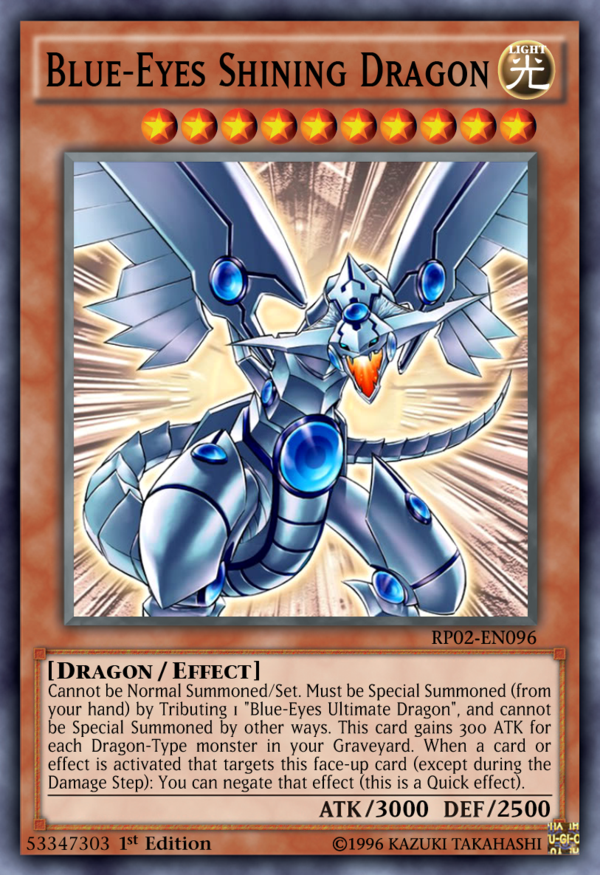 BLUE-EYES SHINING DRAGON
LIGHT
光
RP02-EN096
[DRAGON / EFFECT]
Cannot be Normal Summoned/Set. Must be Special Summoned (from
your hand) by Tributing 1 "Blue-Eyes Ultimate Dragon", and cannot
be Special Summoned by other ways. This card gains 300 ATK for
each Dragon-Type monster in your Graveyard. When a card or
effect is activated that targets this face-up card (except during the
Damage Step): You can negate that effect (this is a Quick effect).
ATK/3000 DEF/2500
53347303 1st Edition
©1996 KAZUKI TAKAHASHI